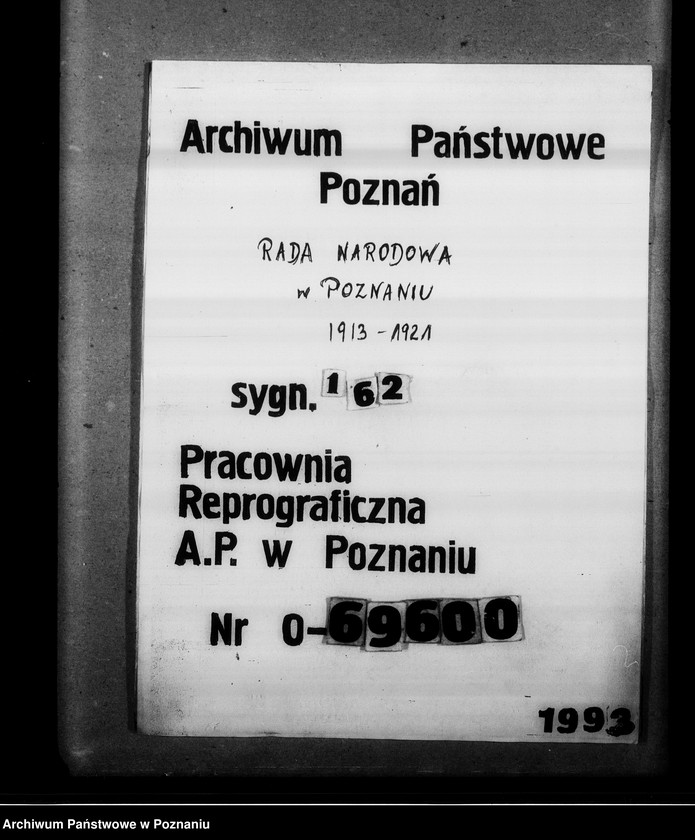 Archiwum Państwowe
Poznań
RADA NARODOWA
w POZNANIU
1913-1921
sygn. 162
Pracownia
Reprograficzna
A.P. w Poznaniu
Nr 0-69600
1993
Archiwum Państwowe w Poznaniu